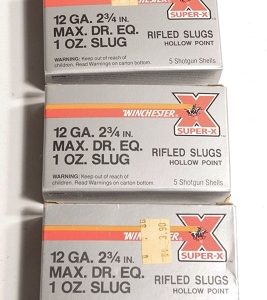 SUPER-X
12 GA. 2¾ IN.
MAX. DR. EQ.
1 OZ. SLUG
RIFLED SLUGS
HOLLOW POINT
WARNING: Keep out of reach of
children. Read Warnings on carton bottom.
5 Shotgun Shells
WINCHESTER
X
SUPER-X
12 GA. 2¾ IN.
MAX. DR. EQ.
1 OZ. SLUG
RIFLED SLUGS
HOLLOW POINT
WARNING: Keep out of reach of
children. Read Warnings on carton bottom.
5 Shotgun Shells
WINCHESTER
X
SUPER-X
3.90
12 GA. 2¾ IN.
MAX. DR. EQ.
1 OZ. SLUG
RIFLED SLUGS
HOLLOW POINT